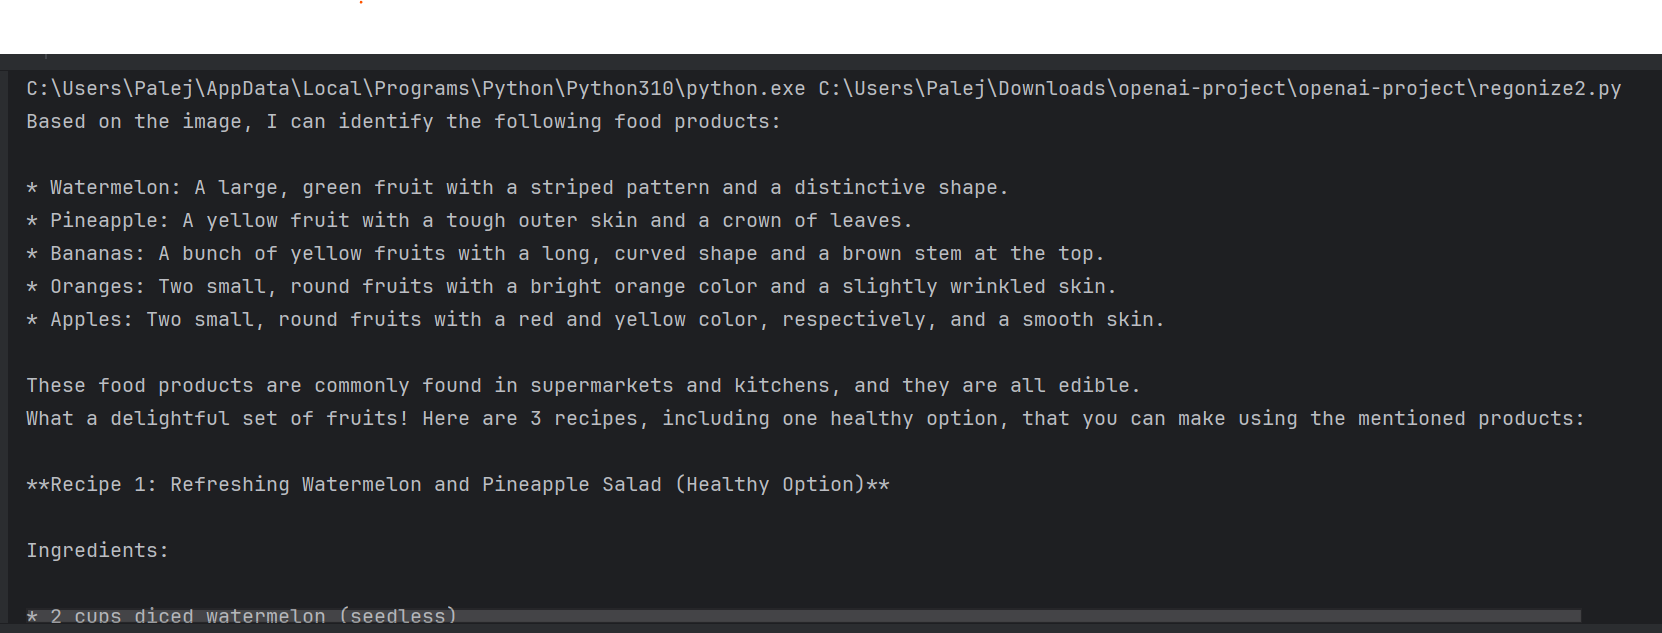 C:\Users\Palej\AppData\Local\Programs\Python\Python310\python.exe C:\Users\Palej\Downloads\openai-project\openai-project\regonize2.py
Based on the image, I can identify the following food products:
* Watermelon: A large, green fruit with a striped pattern and a distinctive shape.
* Pineapple: A yellow fruit with a tough outer skin and a crown of leaves.
* Bananas: A bunch of yellow fruits with a long, curved shape and a brown stem at the top.
* Oranges: Two small, round fruits with a bright orange color and a slightly wrinkled skin.
* Apples: Two small, round fruits with a red and yellow color, respectively, and a smooth skin.
These food products are commonly found in supermarkets and kitchens, and they are all edible.
What a delightful set of fruits! Here are 3 recipes, including one healthy option, that you can make using the mentioned products:
**Recipe 1: Refreshing Watermelon and Pineapple Salad (Healthy Option)**
Ingredients:
* 2 cups diced watermelon (seedless)